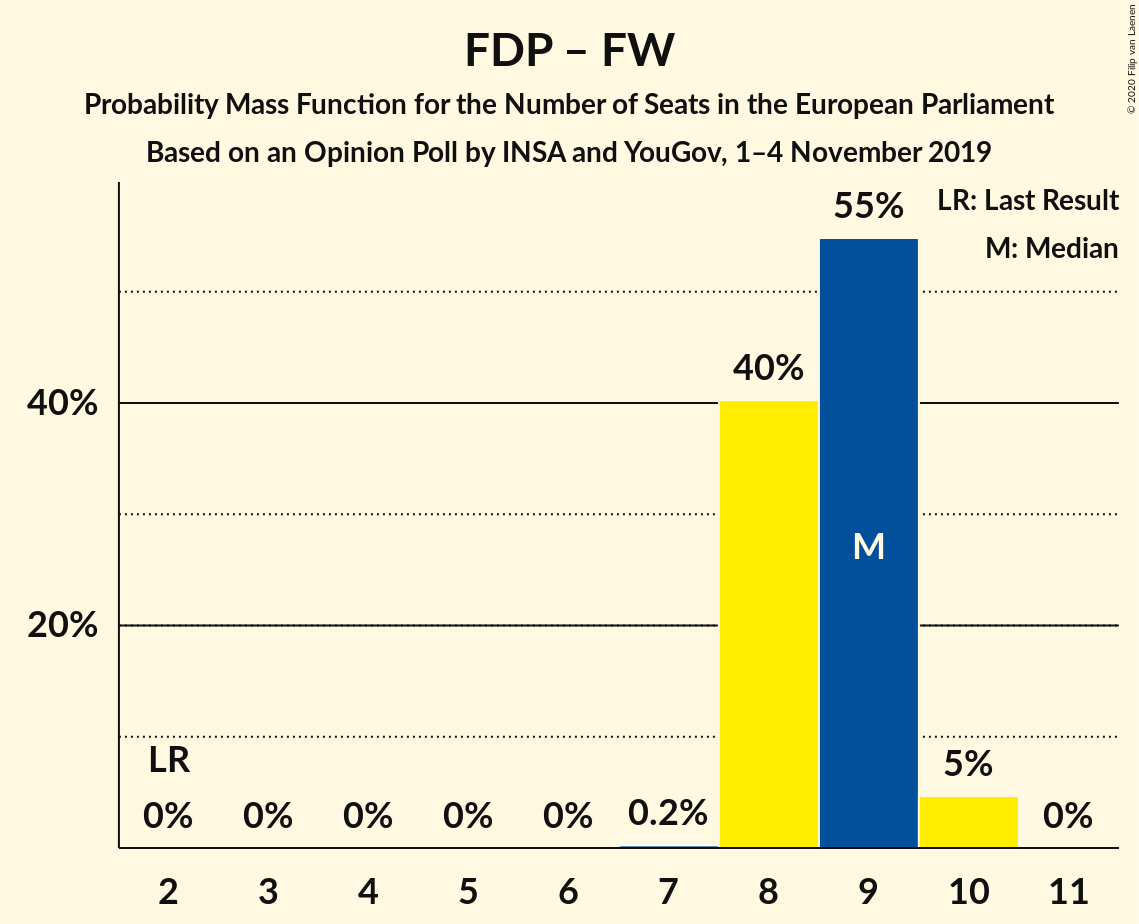 FDP – FW
Probability Mass Function for the Number of Seats in the European Parliament
Based on an Opinion Poll by INSA and YouGov, 1–4 November 2019
© 2020 Filip van Laenen
LR: Last Result
M: Median
55%
40%
40%
M
20%
LR
5%
0% 0% 0% 0% 0% 0.2% 0%
2 3 4 5 6 7 8 9 10 11